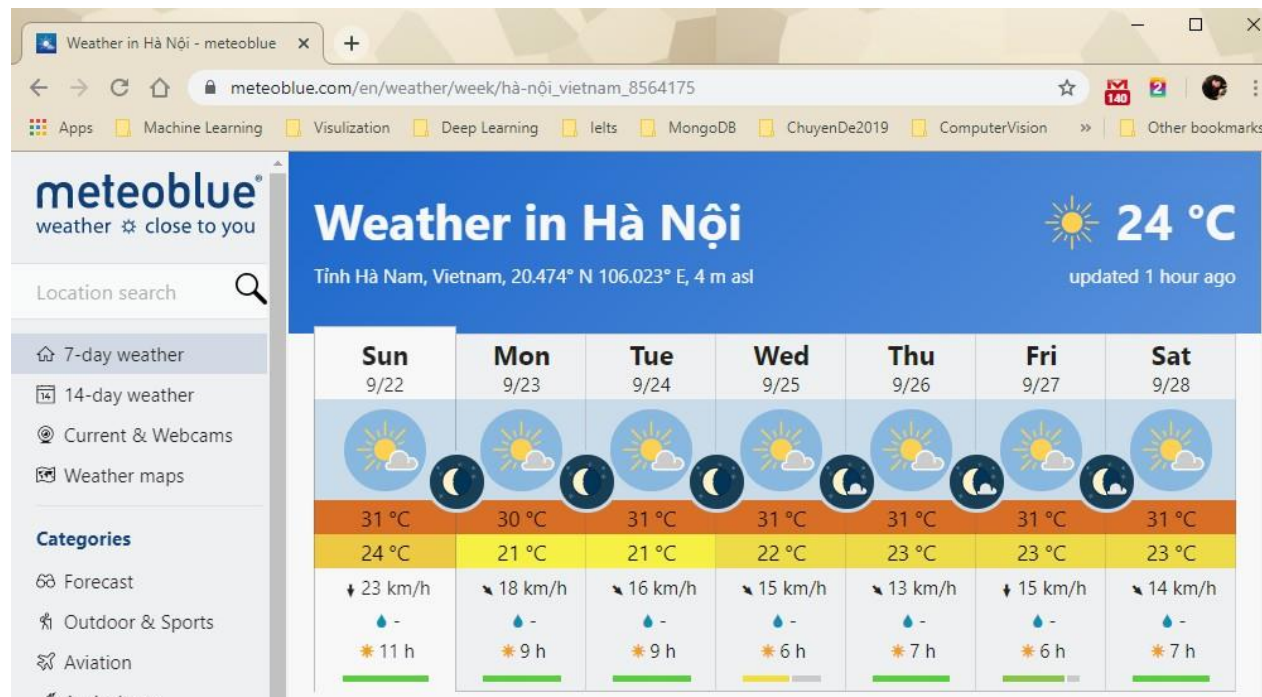 Weather in Hà Nội - meteoblue
meteoblue.com/en/weather/week/hà-nội_vietnam_8564175
140
2
Apps Machine Learning Visulization Deep Learning Ielts MongoDB ChuyenDe2019 ComputerVision » Other bookmarks
meteoblue®
weather close to you
Location search
7-day weather
14
14-day weather
Current & Webcams
Weather maps
Categories
Forecast
Outdoor & Sports
Aviation
Weather in Hà Nội
24 °C
Tỉnh Hà Nam, Vietnam, 20.474° N 106.023° E, 4 m asl
updated 1 hour ago
Sun Mon Tue Wed Thu Fri Sat
9/22 9/23 9/24 9/25 9/26 9/27 9/28
31 °C 30 °C 31 °C 31 °C 31 °C 31 °C 31 °C
24 °C 21 °C 21 °C 22 °C 23 °C 23 °C 23 °C
23 km/h 18 km/h 16 km/h 15 km/h 13 km/h 15 km/h 14 km/h
- - - - - - -
11 h 9 h 9 h 6 h 7 h 6 h 7 h